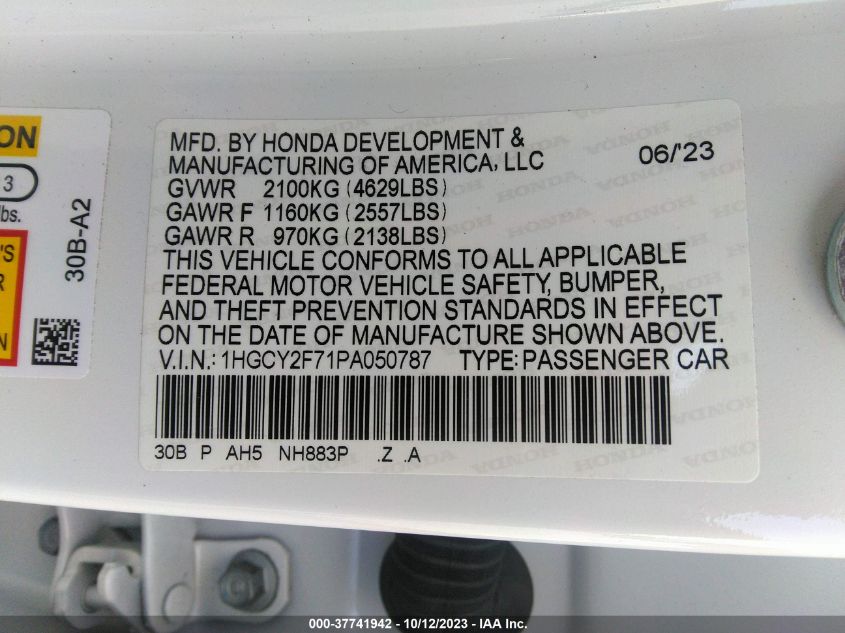 MFD. BY HONDA DEVELOPMENT &
MANUFACTURING OF AMERICA, LLC 06/'23
GVWR 2100KG (4629LBS)
GAWR F 1160KG (2557LBS)
GAWR R 970KG (2138LBS)
THIS VEHICLE CONFORMS TO ALL APPLICABLE
FEDERAL MOTOR VEHICLE SAFETY, BUMPER,
AND THEFT PREVENTION STANDARDS IN EFFECT
ON THE DATE OF MANUFACTURE SHOWN ABOVE.
V.I.N.: 1HGCY2F71PA050787 TYPE: PASSENGER CAR
30B P AH5 NH883P .Z .A
ON
3
lbs.
'S
R
N
30B-A2
000-37741942 - 10/12/2023 - IAA Inc.